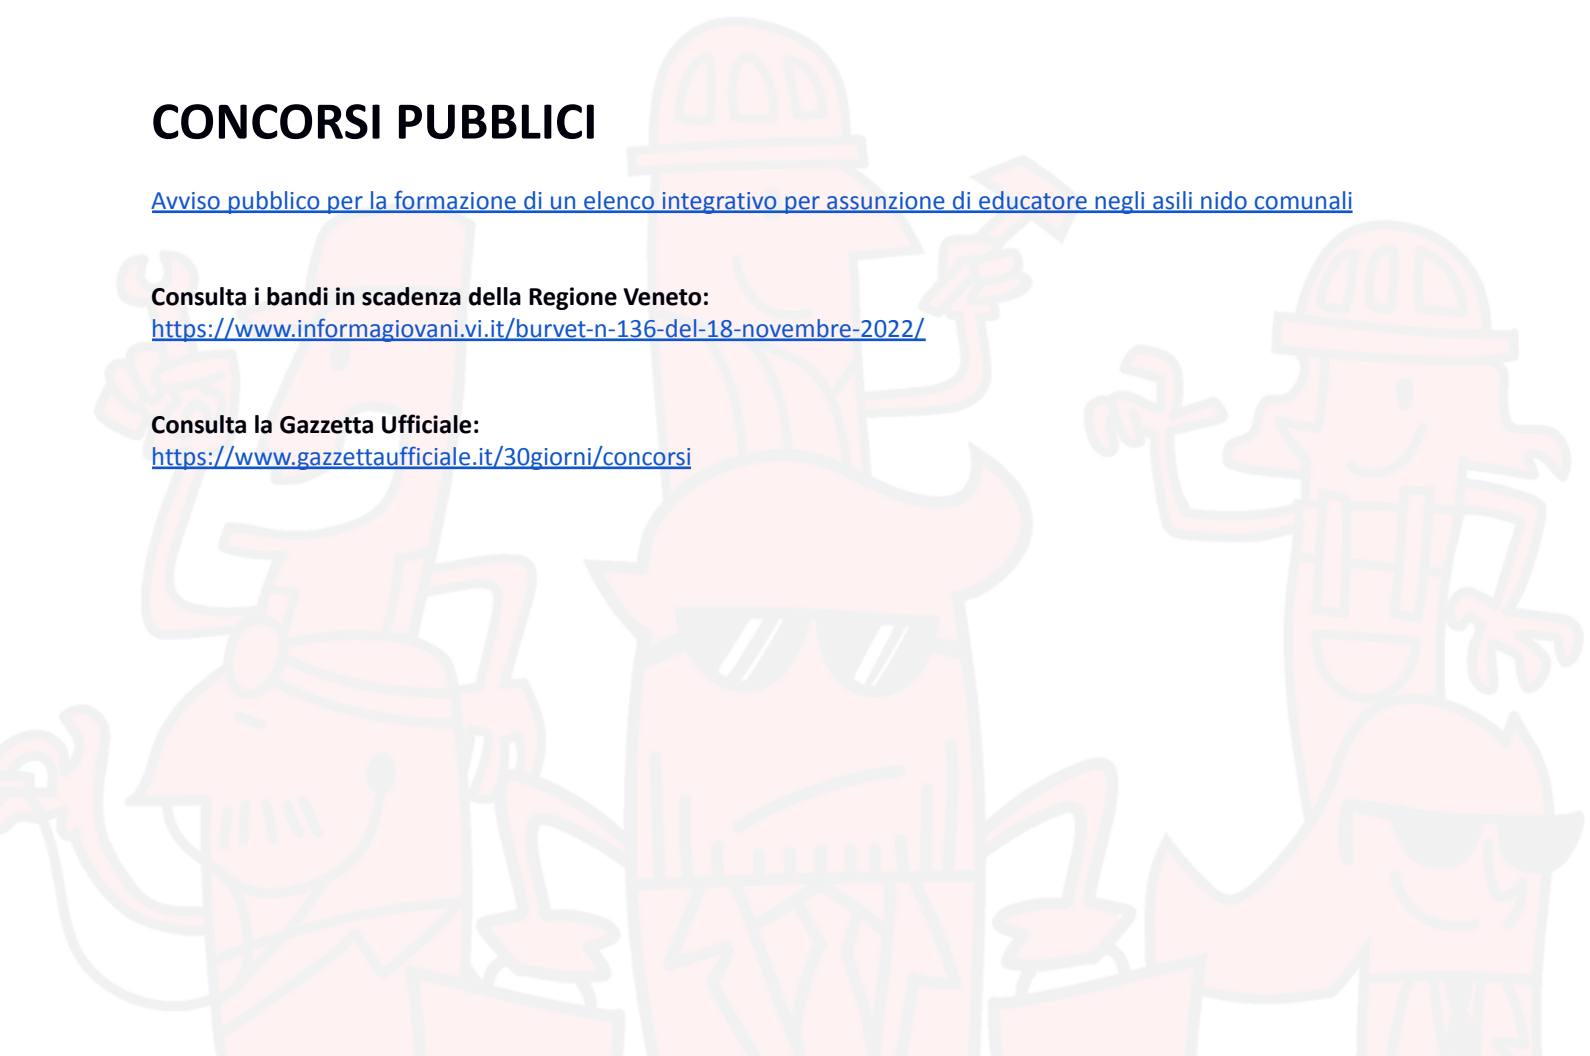 CONCORSI PUBBLICI
Avviso pubblico per la formazione di un elenco integrativo per assunzione di educatore negli asili nido comunali
Consulta i bandi in scadenza della Regione Veneto:
https://www.informagiovani.vi.it/burvet-n-136-del-18-novembre-2022/
Consulta la Gazzetta Ufficiale:
https://www.gazzettaufficiale.it/30giorni/concorsi